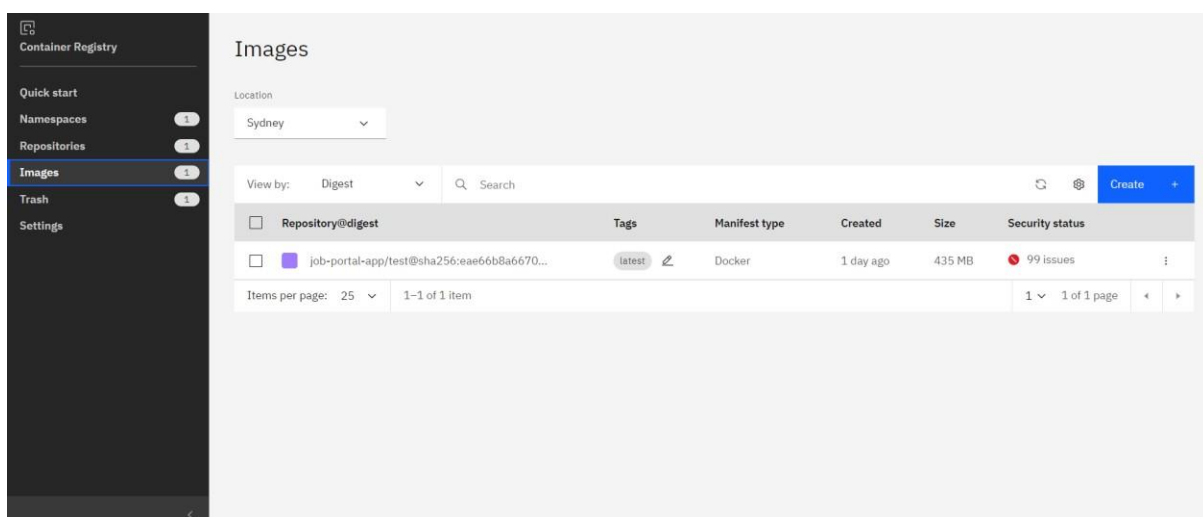 Container Registry
Quick start
Namespaces 1
Repositories 1
Images 1
Trash 1
Settings
Images
Location
Sydney
View by: Digest Search Create +
Repository@digest Tags Manifest type Created Size Security status
job-portal-app/test@sha256:eae66b8a6670... latest Docker 1 day ago 435 MB 99 issues
Items per page: 25 1–1 of 1 item 1 1 of 1 page